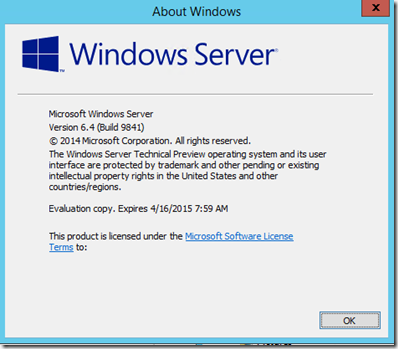 About Windows
x
Windows Server®
Microsoft Windows Server
Version 6.4 (Build 9841)
© 2014 Microsoft Corporation. All rights reserved.
The Windows Server Technical Preview operating system and its user
interface are protected by trademark and other pending or existing
intellectual property rights in the United States and other
countries/regions.
Evaluation copy. Expires 4/16/2015 7:59 AM
This product is licensed under the Microsoft Software License
Terms to:
OK